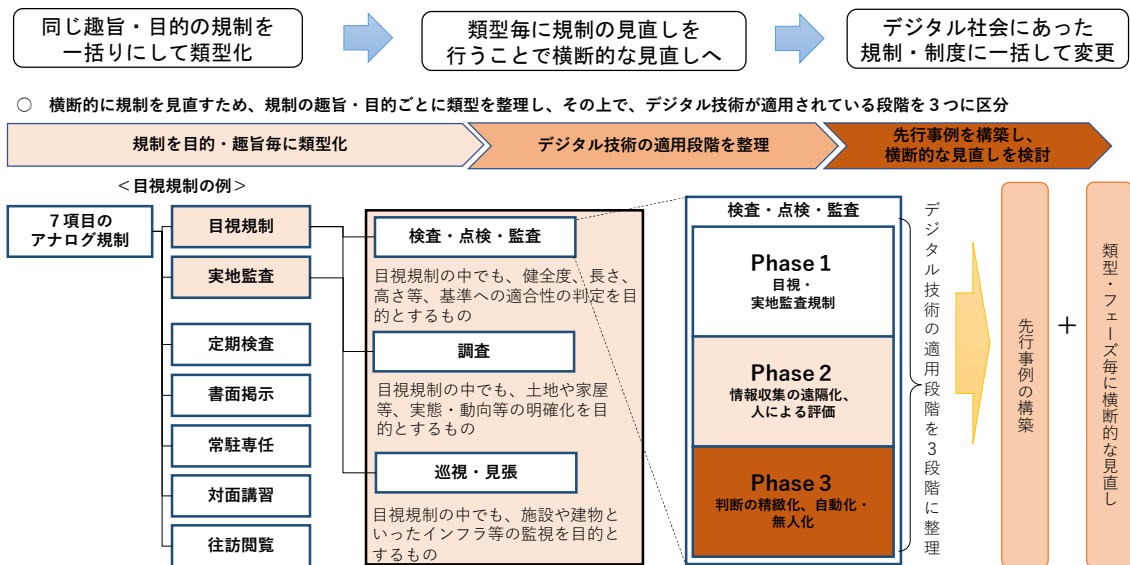 同じ趣旨・目的の規制を
一括りにして類型化
類型毎に規制の見直しを
行うことで横断的な見直しへ
デジタル社会にあった
規制・制度に一括して変更
○ 横断的に規制を見直すため、規制の趣旨・目的ごとに類型を整理し、その上で、デジタル技術が適用されている段階を３つに区分
規制を目的・趣旨毎に類型化
デジタル技術の適用段階を整理
先行事例を構築し、
横断的な見直しを検討
＜目視規制の例＞
７項目の
アナログ規制
目視規制
実地監査
定期検査
書面掲示
常駐専任
対面講習
往訪閲覧
検査・点検・監査
目視規制の中でも、健全度、長さ、
高さ等、基準への適合性の判定を目
的とするもの
調査
目視規制の中でも、土地や家屋
等、実態・動向等の明確化を目
的とするもの
巡視・見張
目視規制の中でも、施設や建物と
いったインフラ等の監視を目的と
するもの
検査・点検・監査
Phase 1
目視・
実地監査規制
Phase 2
情報収集の遠隔化、
人による評価
Phase 3
判断の精緻化、自動化・
無人化
デジタル技術の適用段階を３段階に整理
先行事例の構築
＋
類型・フェーズ毎に横断的な見直し